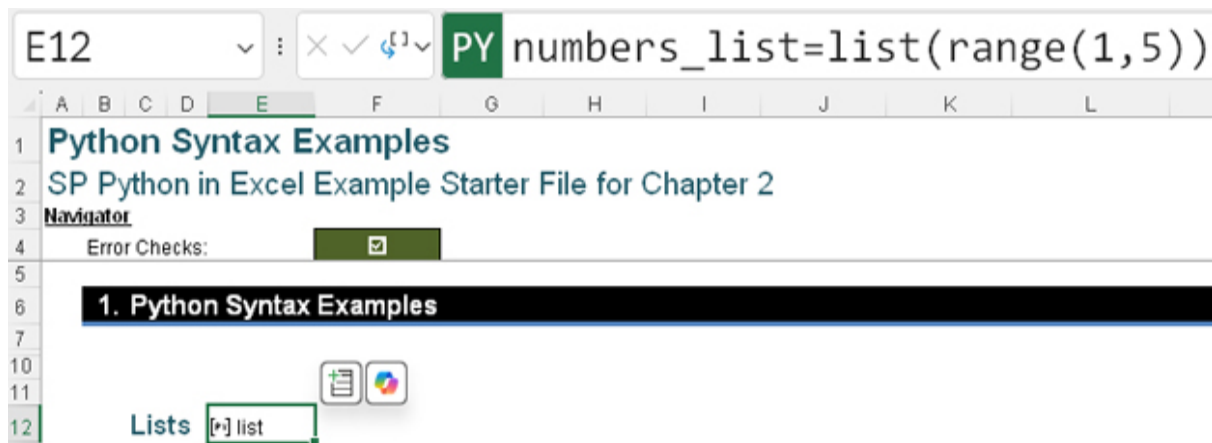 E12 PY numbers_list=list(range(1,5))
A B C D E F G H I J K L
1 Python Syntax Examples
2 SP Python in Excel Example Starter File for Chapter 2
3 Navigator
4 Error Checks:
5
6 1. Python Syntax Examples
7
10
11
12 Lists [PY] list